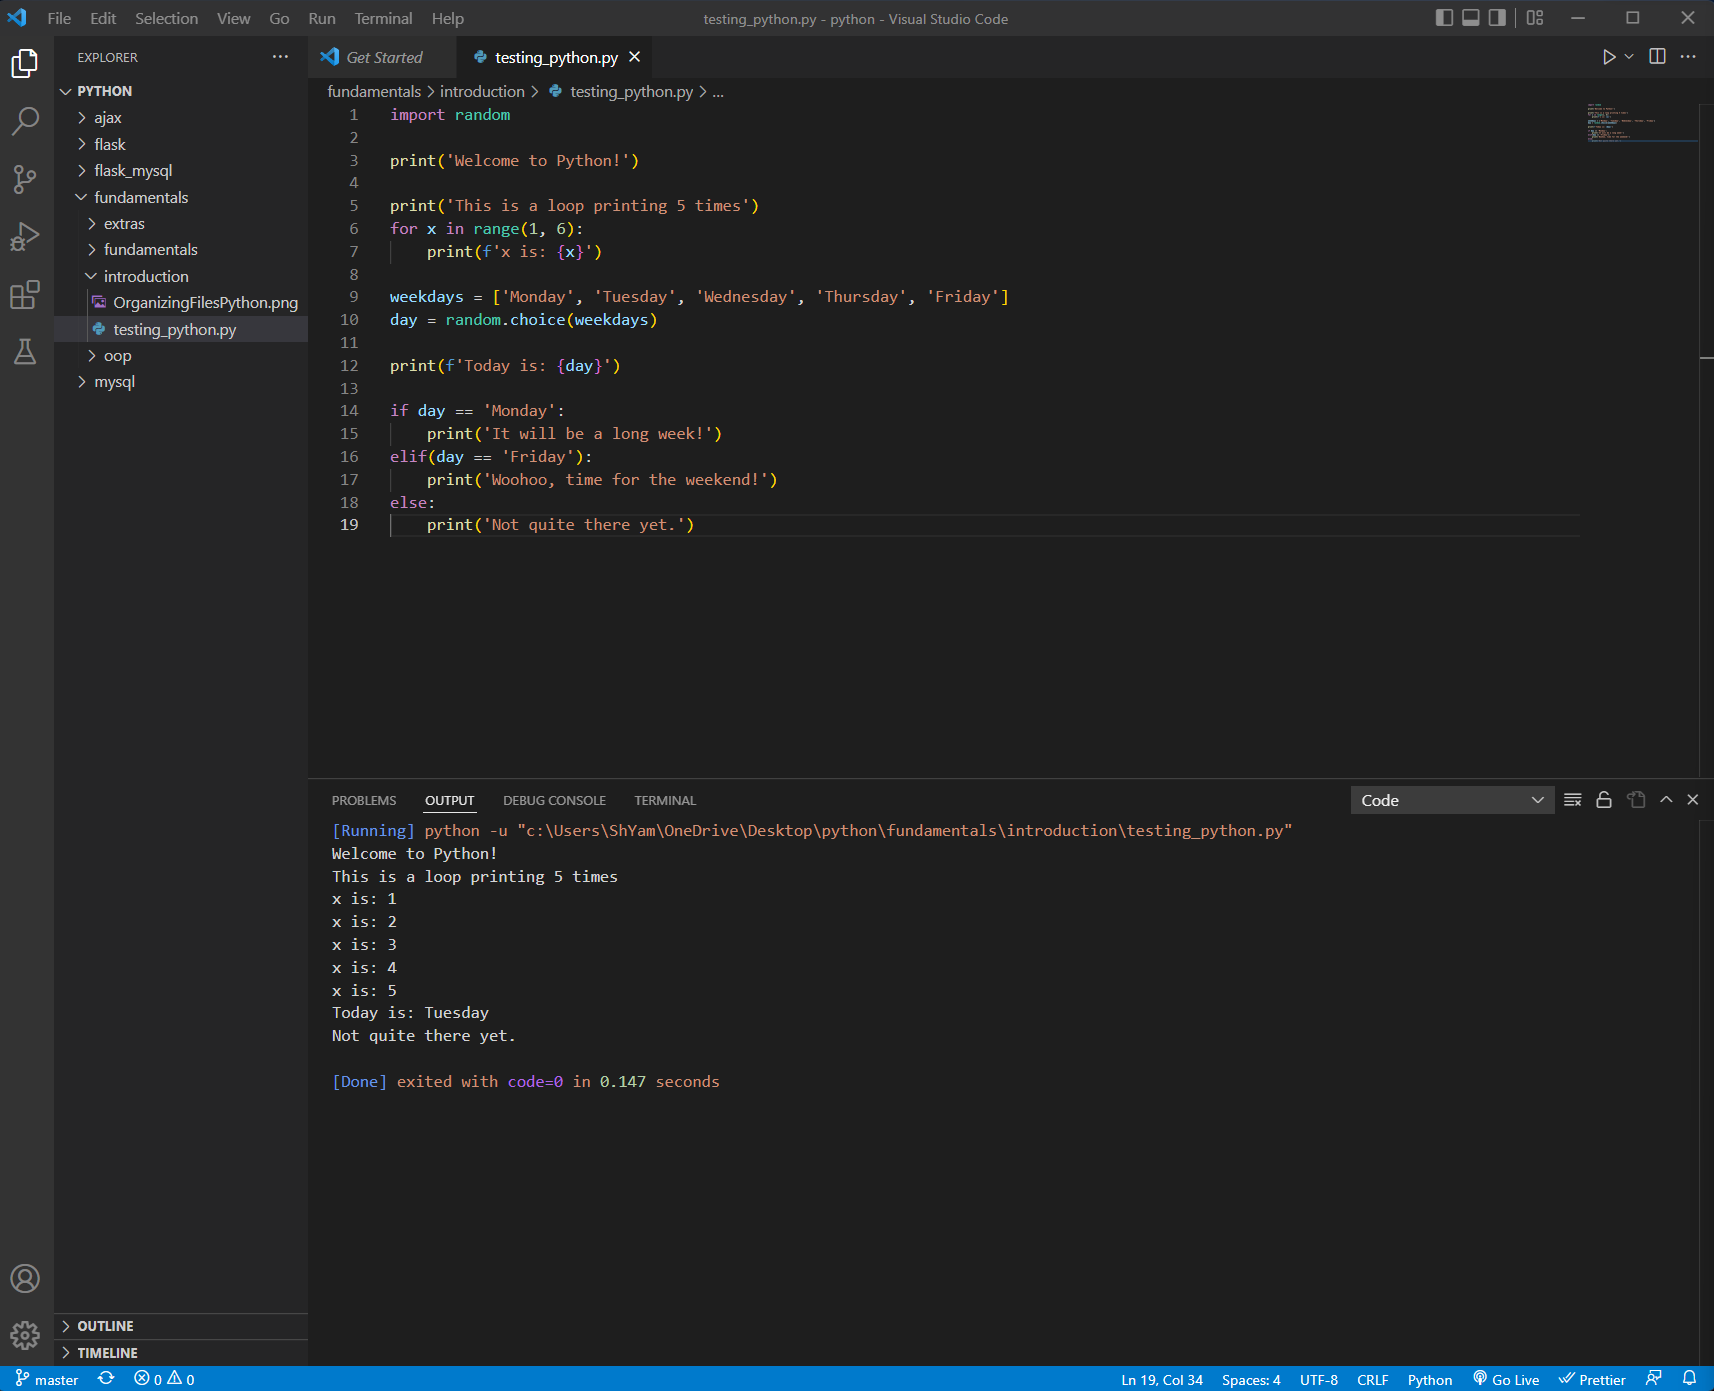 File Edit Selection View Go Run Terminal Help
testing_python.py - python - Visual Studio Code
EXPLORER
PYTHON
ajax
flask
flask_mysql
fundamentals
extras
fundamentals
introduction
OrganizingFilesPython.png
testing_python.py
oop
mysql
OUTLINE
TIMELINE
Get Started testing_python.py
fundamentals > introduction > testing_python.py > ...
1 import random
2
3 print('Welcome to Python!')
4
5 print('This is a loop printing 5 times')
6 for x in range(1, 6):
7     print(f'x is: {x}')
8
9 weekdays = ['Monday', 'Tuesday', 'Wednesday', 'Thursday', 'Friday']
10 day = random.choice(weekdays)
11
12 print(f'Today is: {day}')
13
14 if day == 'Monday':
15     print('It will be a long week!')
16 elif(day == 'Friday'):
17     print('Woohoo, time for the weekend!')
18 else:
19     print('Not quite there yet.')
PROBLEMS OUTPUT DEBUG CONSOLE TERMINAL Code
[Running] python -u "c:\Users\ShYam\OneDrive\Desktop\python\fundamentals\introduction\testing_python.py"
Welcome to Python!
This is a loop printing 5 times
x is: 1
x is: 2
x is: 3
x is: 4
x is: 5
Today is: Tuesday
Not quite there yet.
[Done] exited with code=0 in 0.147 seconds
master 0 0 Ln 19, Col 34 Spaces: 4 UTF-8 CRLF Python Go Live Prettier